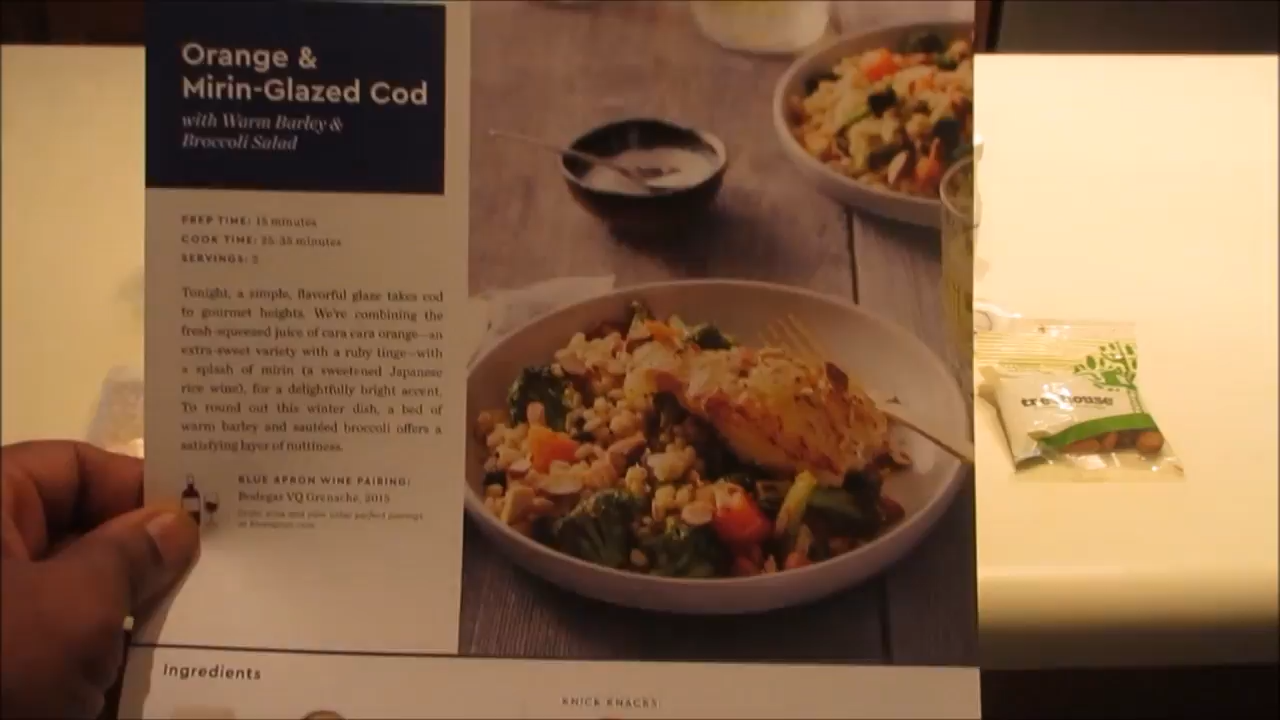 Orange &
Mirin-Glazed Cod
with Warm Barley &
Broccoli Salad
PREP TIME: 15 minutes
COOK TIME: 25-35 minutes
SERVINGS: 2
Tonight, a simple, flavorful glaze takes cod
to gourmet heights. We're combining the
fresh-squeezed juice of cara cara orange—an
extra-sweet variety with a ruby tinge—with
a splash of mirin (a sweetened Japanese
rice wine), for a delightfully bright accent.
To round out this winter dish, a bed of
warm barley and sautéed broccoli offers a
satisfying layer of nuttiness.
BLUE APRON WINE PAIRING:
Bodegas VQ Grenache, 2015
Ingredients
KNICK KNACKS:
treehouse